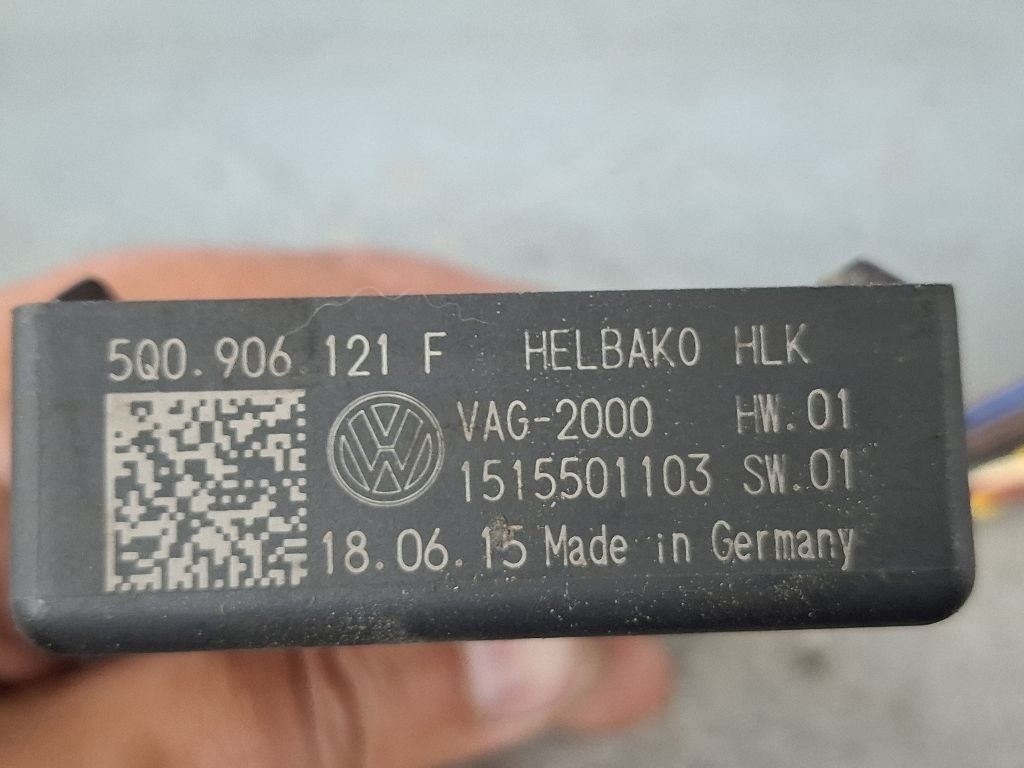 5Q0.906.121 F HELBAKO HLK
VAG-2000 HW.01
1515501103 SW.01
18.06.15 Made in Germany